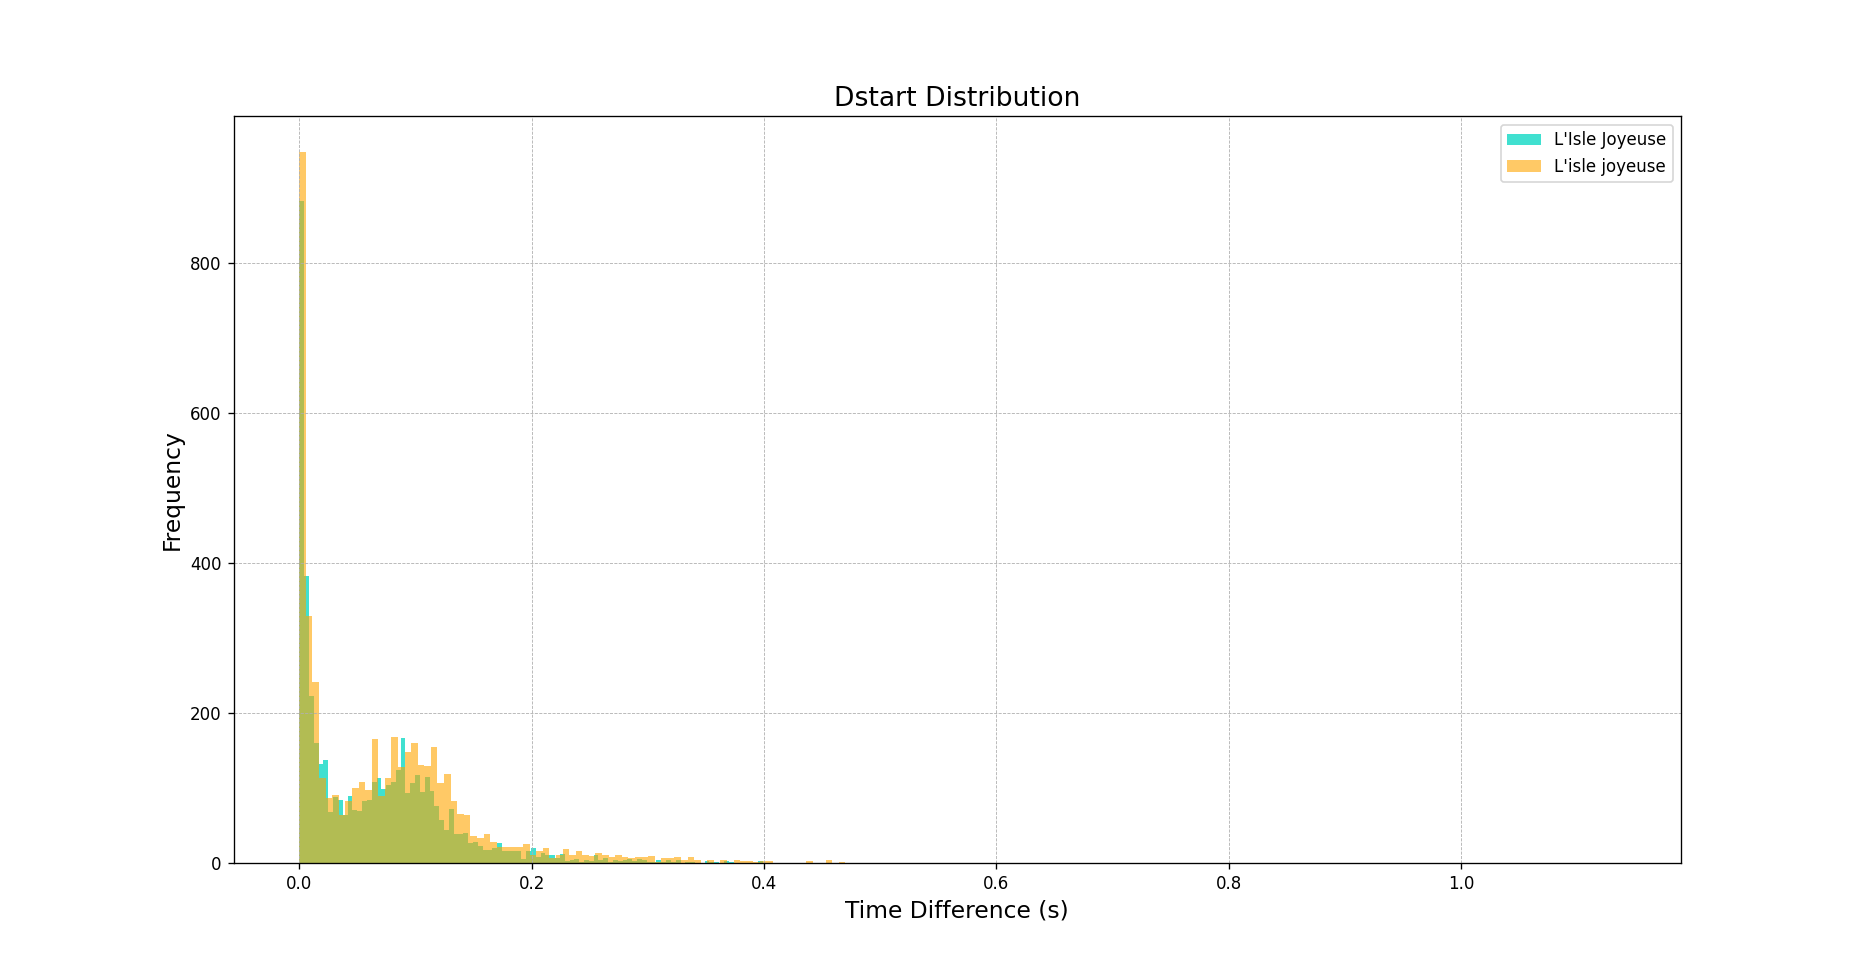 Dstart Distribution
L'Isle Joyeuse
L'isle joyeuse
800
600
400
200
0
Frequency
0.0 0.2 0.4 0.6 0.8 1.0
Time Difference (s)